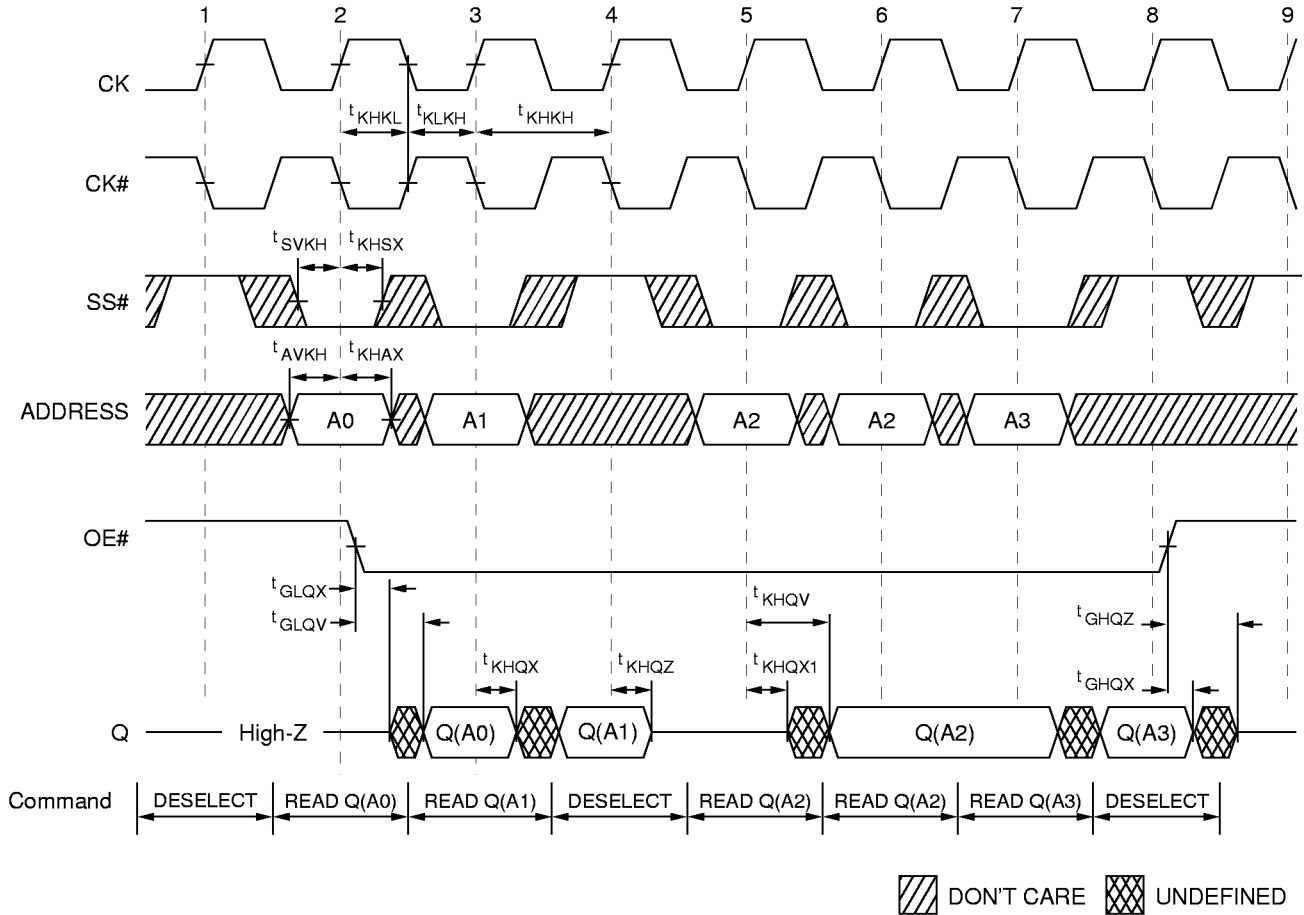 1 2 3 4 5 6 7 8 9
CK
tKHKL tKLKH tKHKH
CK#
tSVKH tKHSX
SS#
tAVKH tKHAX
ADDRESS A0 A1 A2 A2 A3
OE#
tGLQX
tGLQV
tKHQV
tGHQZ
tKHQX tKHQZ tKHQX1 tGHQX
Q High-Z Q(A0) Q(A1) Q(A2) Q(A3)
Command DESELECT READ Q(A0) READ Q(A1) DESELECT READ Q(A2) READ Q(A2) READ Q(A3) DESELECT
DON'T CARE UNDEFINED